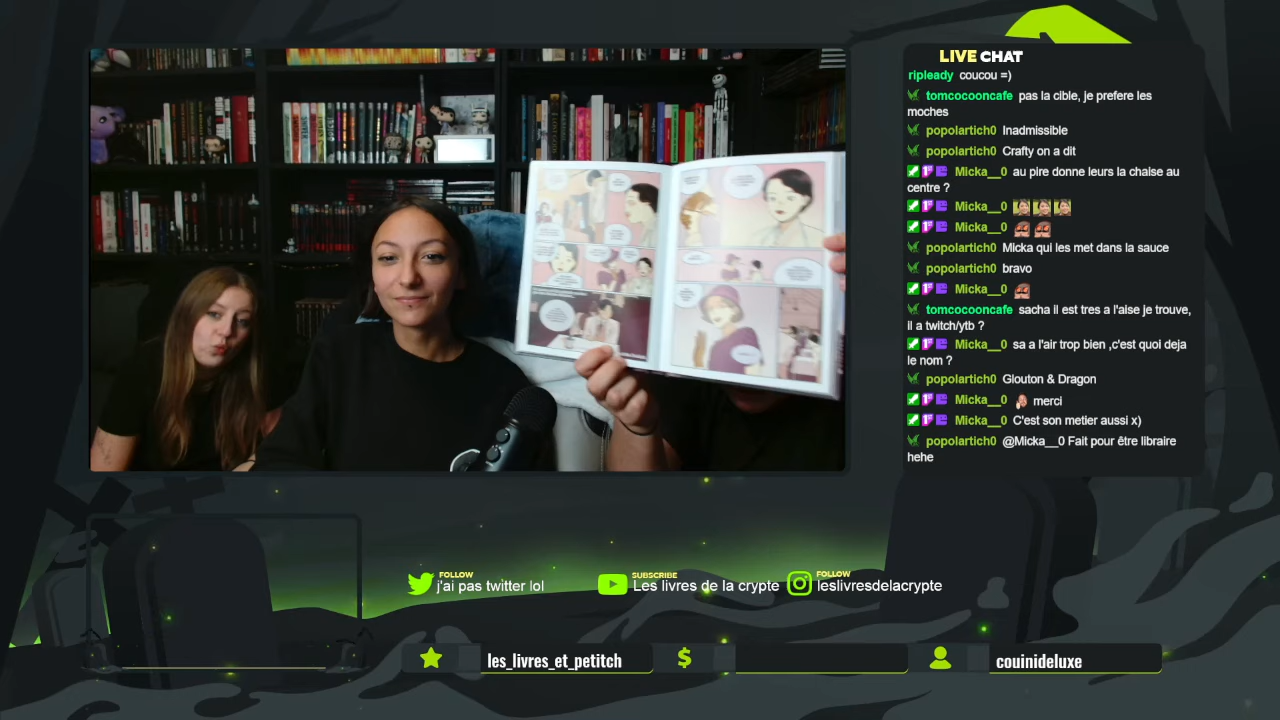 LIVE CHAT
ripleady coucou =)
tomcocooncafe pas la cible, je prefere les
moches
popolartich0 Inadmissible
popolartich0 Crafty on a dit
Micka__0 au pire donne leurs la chaise au
centre ?
Micka__0
Micka__0
popolartich0 Micka qui les met dans la sauce
popolartich0 bravo
Micka__0
tomcocooncafe sacha il est tres a l'aise je trouve,
il a twitch/ytb ?
Micka__0 sa a l'air trop bien ,c'est quoi deja
le nom ?
popolartich0 Glouton & Dragon
Micka__0 merci
Micka__0 C'est son metier aussi x)
popolartich0 @Micka__0 Fait pour être libraire
hehe
FOLLOW
j'ai pas twitter lol
SUBSCRIBE
Les livres de la crypte
FOLLOW
leslivresdelacrypte
les_livres_et_petitch
$
couinideluxe